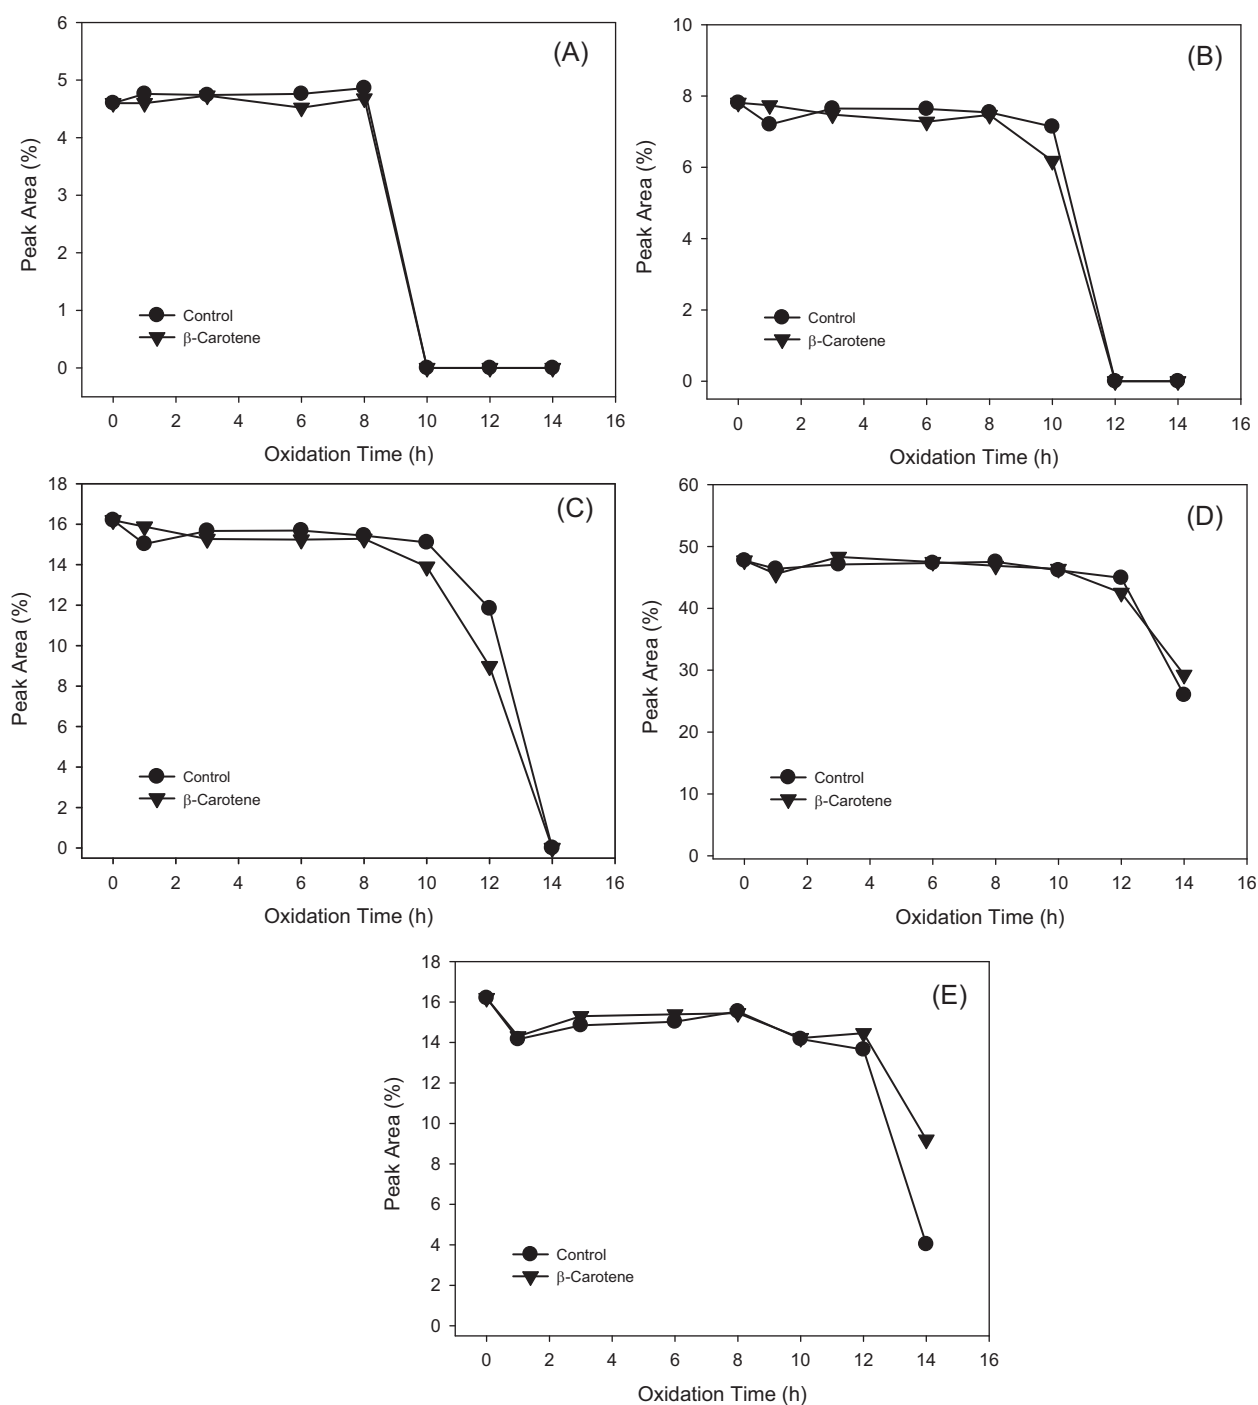 (A)
6
5
4
3
2
1
0
Peak Area (%)
Control
β-Carotene
0 2 4 6 8 10 12 14 16
Oxidation Time (h)
(B)
10
8
6
4
2
0
Peak Area (%)
Control
β-Carotene
0 2 4 6 8 10 12 14 16
Oxidation Time (h)
(C)
18
16
14
12
10
8
6
4
2
0
Peak Area (%)
Control
β-Carotene
0 2 4 6 8 10 12 14 16
Oxidation Time (h)
(D)
60
50
40
30
20
10
0
Peak Area (%)
Control
β-Carotene
0 2 4 6 8 10 12 14 16
Oxidation Time (h)
(E)
18
16
14
12
10
8
6
4
2
0
Peak Area (%)
Control
β-Carotene
0 2 4 6 8 10 12 14 16
Oxidation Time (h)